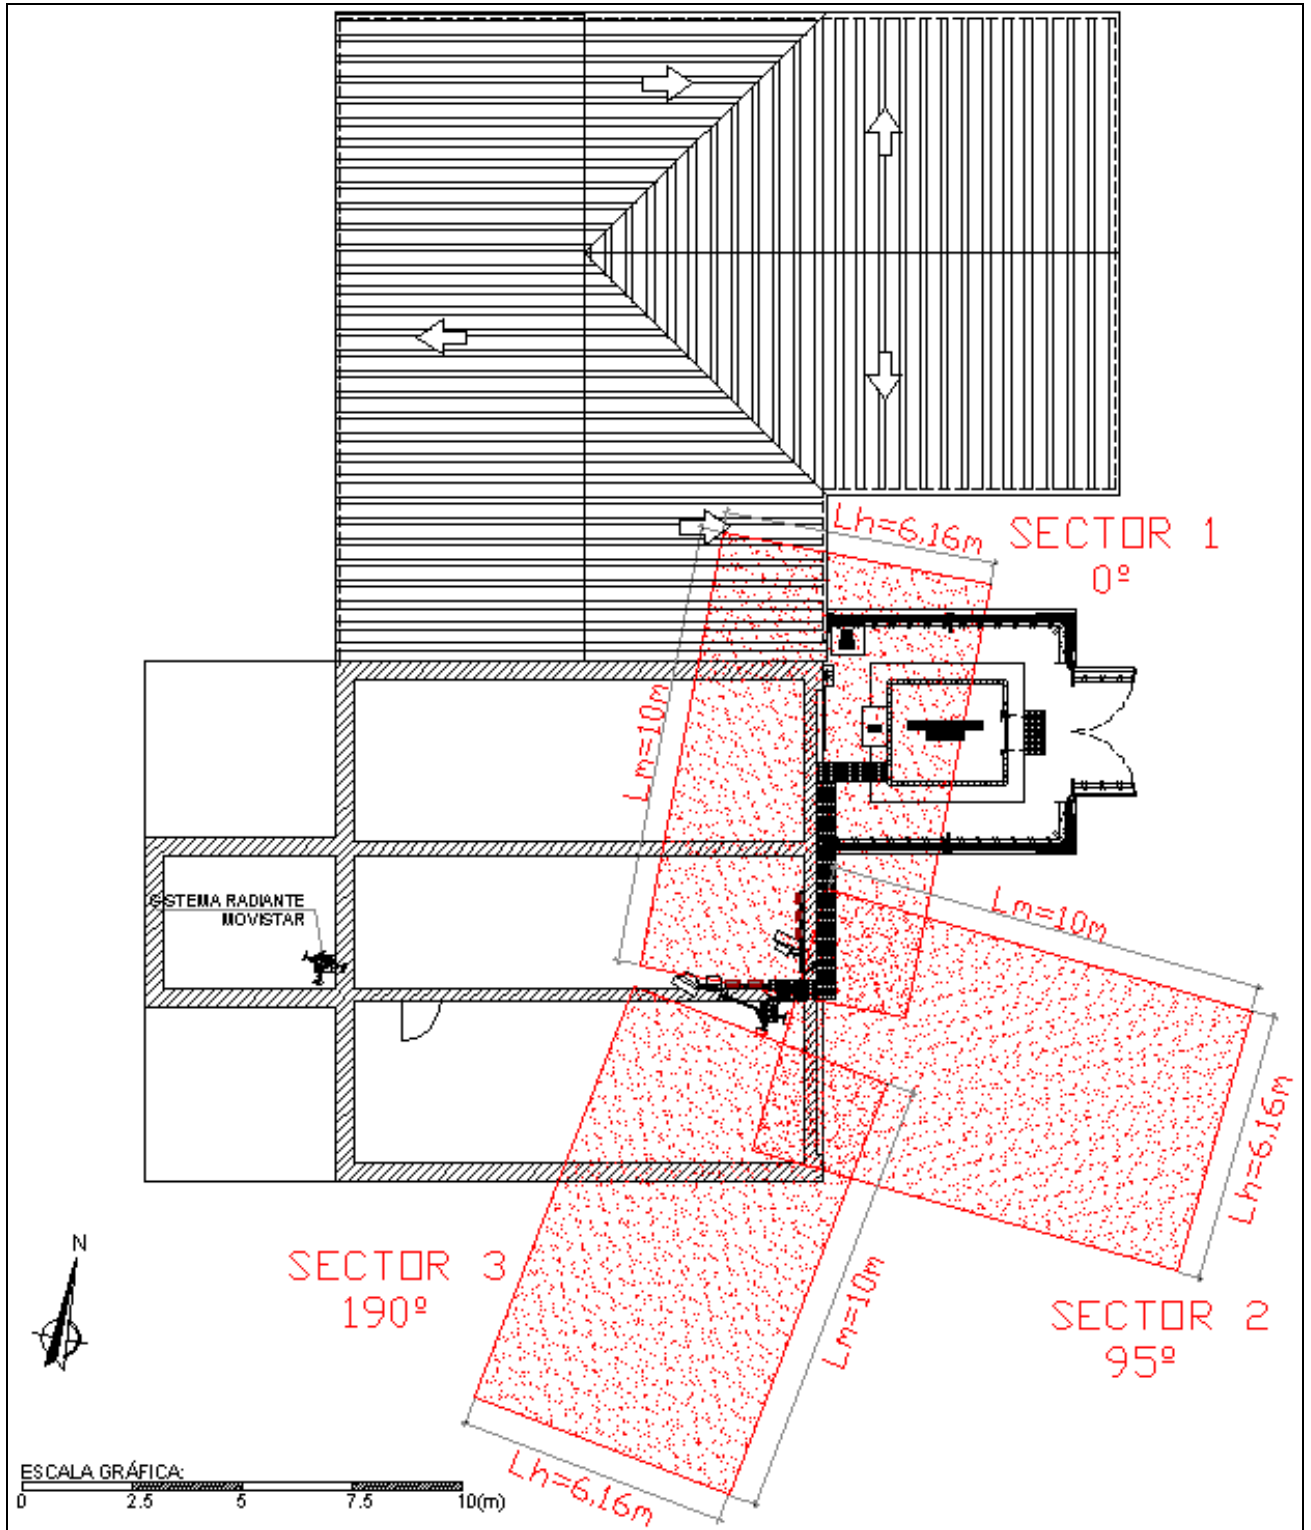 Lh=6,16m
SECTOR 1
0º
Lm=10m
SISTEMA RADIANTE
MOVISTAR
Lm=10m
Lh=6,16m
N
SECTOR 3
190º
Lm=10m
SECTOR 2
95º
Lh=6,16m
ESCALA GRÁFICA:
0 2.5 5 7.5 10(m)